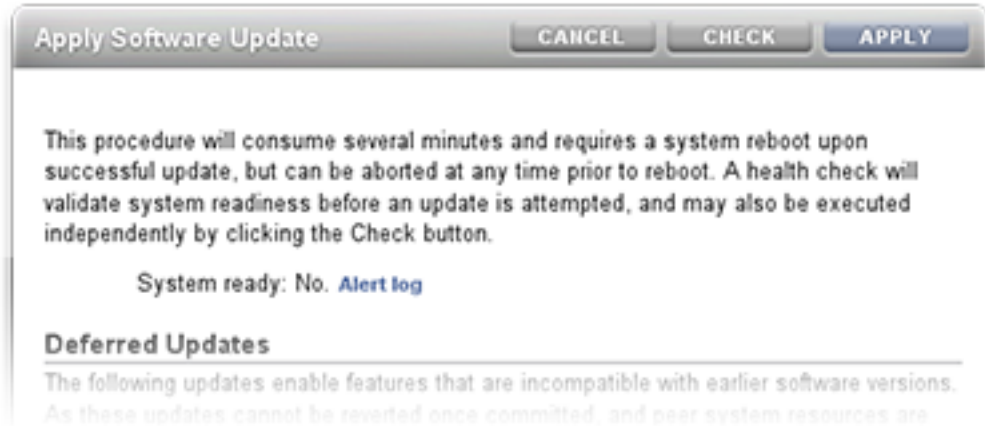 Apply Software Update
CANCEL
CHECK
APPLY
This procedure will consume several minutes and requires a system reboot upon
successful update, but can be aborted at any time prior to reboot. A health check will
validate system readiness before an update is attempted, and may also be executed
independently by clicking the Check button.
System ready: No. Alert log
Deferred Updates
The following updates enable features that are incompatible with earlier software versions.
As these updates cannot be reverted once committed, and peer system resources are